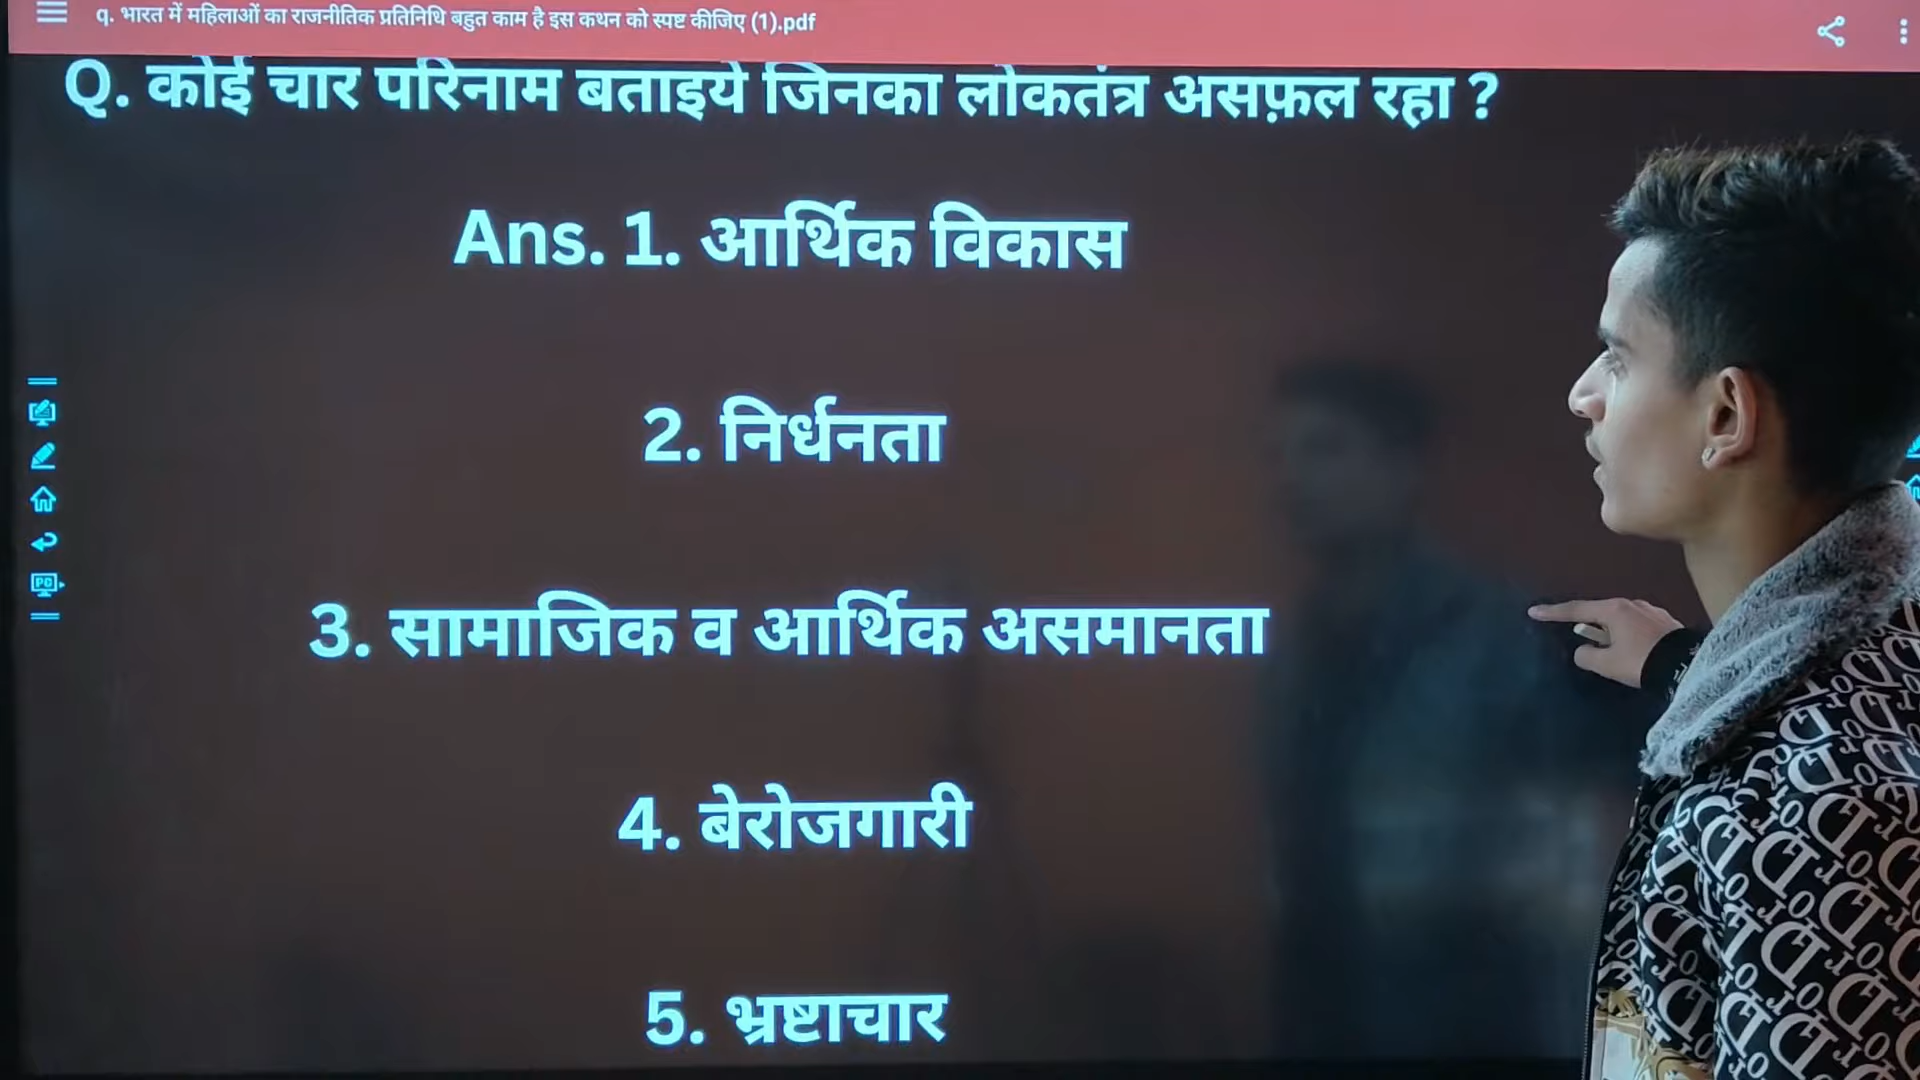 q. भारत में महिलाओं का राजनीतिक प्रतिनिधि बहुत काम है इस कथन को स्पष्ट कीजिए (1).pdf
Q. कोई चार परिनाम बताइये जिनका लोकतंत्र असफ़ल रहा ?
Ans. 1. आर्थिक विकास
2. निर्धनता
3. सामाजिक व आर्थिक असमानता
4. बेरोजगारी
5. भ्रष्टाचार
PC